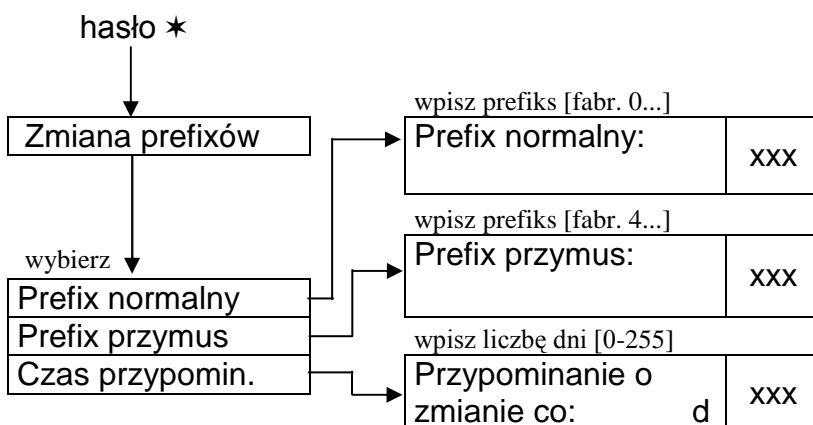 hasło ✶
Zmiana prefixów
wybierz
Prefix normalny
Prefix przymus
Czas przypomin.
wpisz prefiks [fabr. 0...]
Prefix normalny:
xxx
wpisz prefiks [fabr. 4...]
Prefix przymus:
xxx
wpisz liczbę dni [0-255]
Przypominanie o
zmianie co: d
xxx